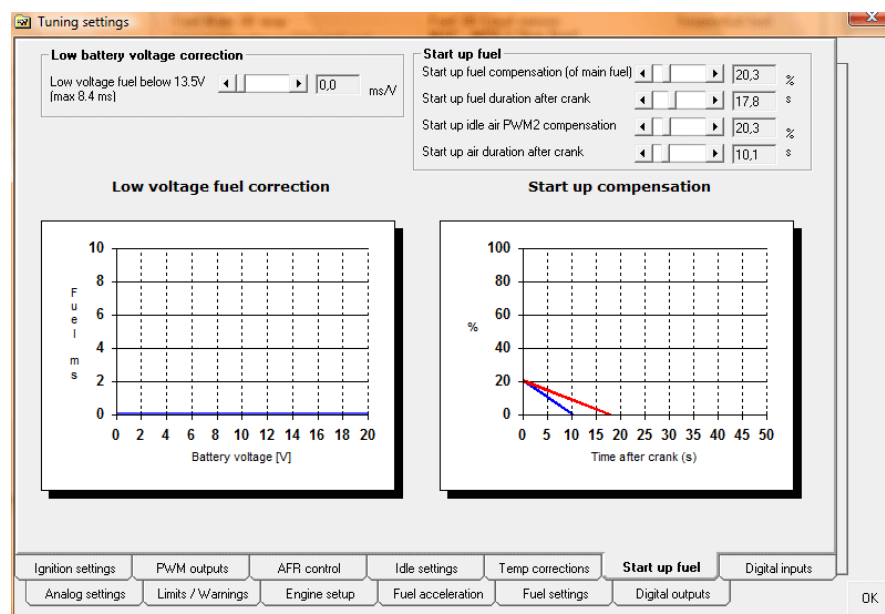 Tuning settings
Low battery voltage correction
Low voltage fuel below 13.5V
(max 8.4 ms)
0,0
ms/V
Start up fuel
Start up fuel compensation (of main fuel)
20,3
%
Start up fuel duration after crank
17,8
s
Start up idle air PWM2 compensation
20,3
%
Start up air duration after crank
10,1
s
Low voltage fuel correction
10
8
6
4
2
0
Fuel ms
0 2 4 6 8 10 12 14 16 18 20
Battery voltage [V]
Start up compensation
100
80
60
40
20
0
%
0 5 10 15 20 25 30 35 40 45 50
Time after crank (s)
Ignition settings
PWM outputs
AFR control
Idle settings
Temp corrections
Start up fuel
Digital inputs
Analog settings
Limits / Warnings
Engine setup
Fuel acceleration
Fuel settings
Digital outputs
OK